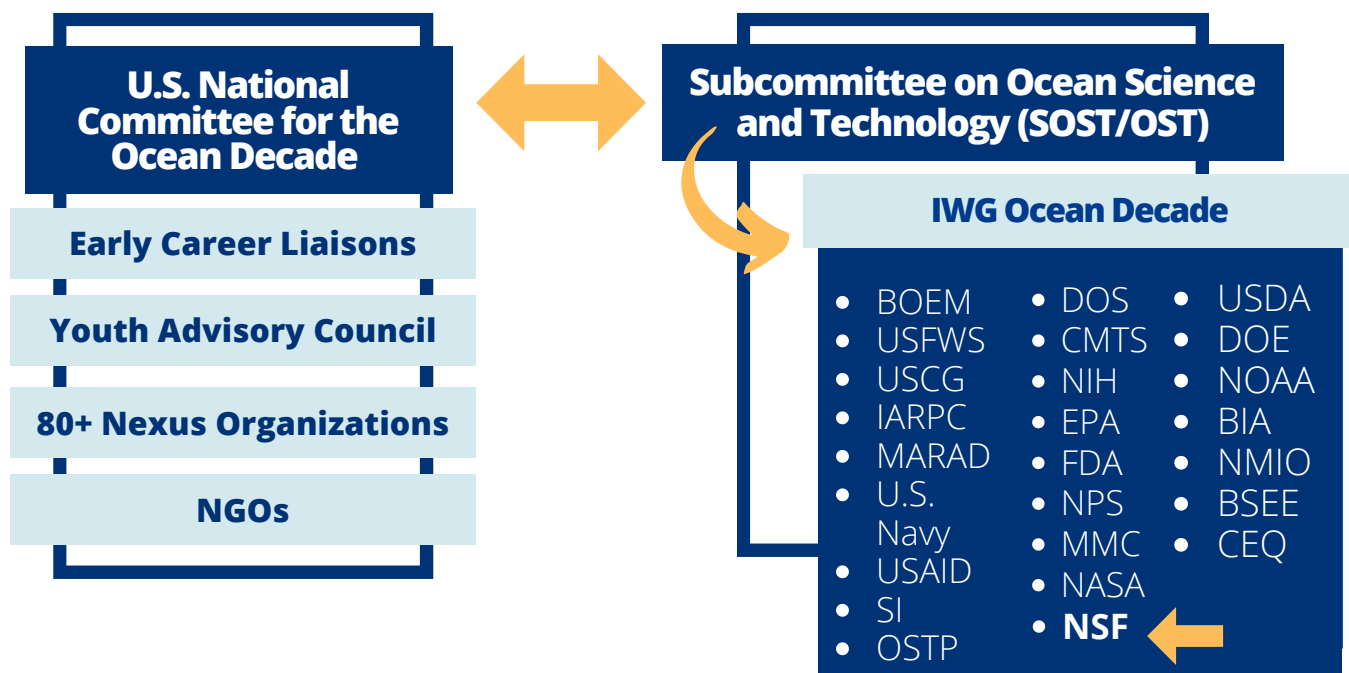 U.S. National
Committee for the
Ocean Decade
Early Career Liaisons
Youth Advisory Council
80+ Nexus Organizations
NGOs
Subcommittee on Ocean Science
and Technology (SOST/OST)
IWG Ocean Decade
• BOEM
• USFWS
• USCG
• IARPC
• MARAD
• U.S.
Navy
• USAID
• SI
• OSTP
• DOS
• CMTS
• NIH
• EPA
• FDA
• NPS
• MMC
• NASA
• NSF
• USDA
• DOE
• NOAA
• BIA
• NMIO
• BSEE
• CEQ